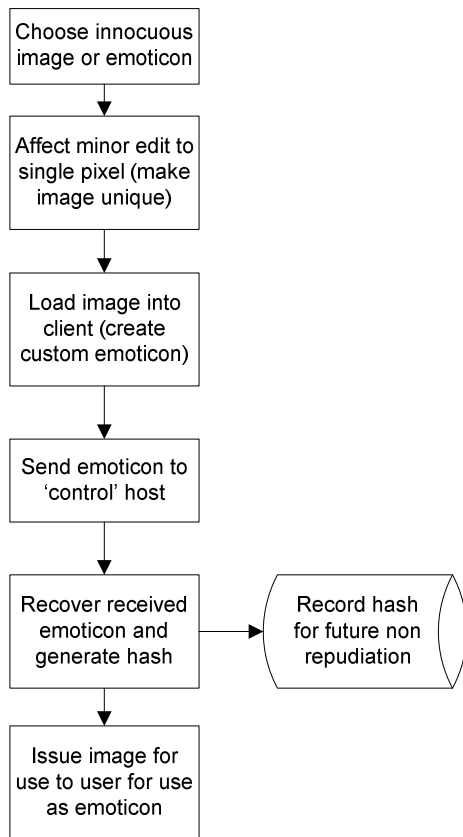 Choose innocuous
image or emoticon
Affect minor edit to
single pixel (make
image unique)
Load image into
client (create
custom emoticon)
Send emoticon to
‘control’ host
Recover received
emoticon and
generate hash
Record hash
for future non
repudiation
Issue image for
use to user for use
as emoticon